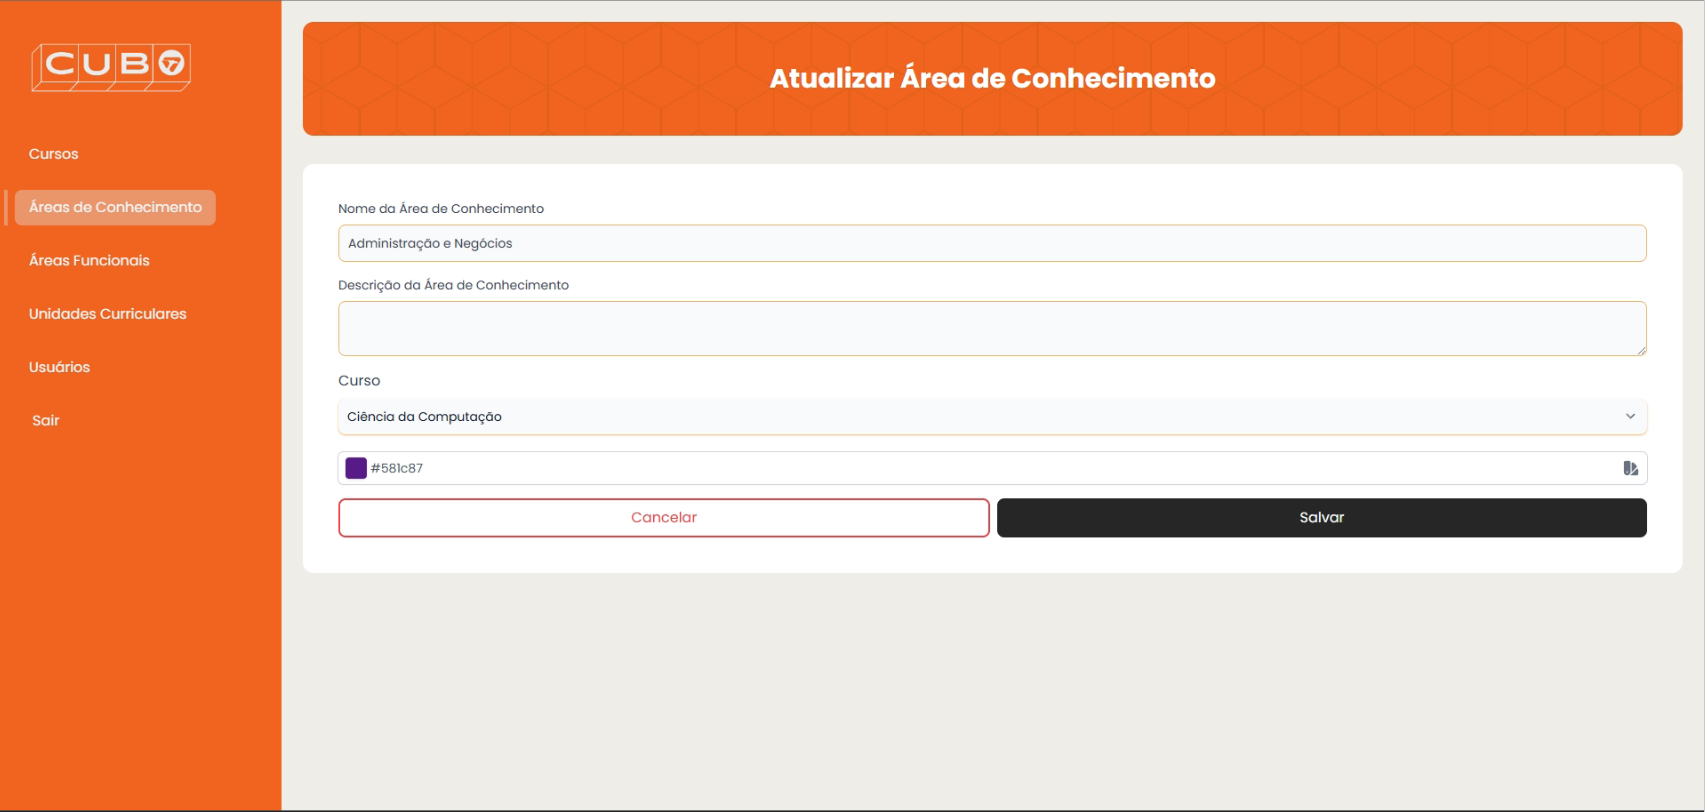 CUBO
Cursos
Áreas de Conhecimento
Áreas Funcionais
Unidades Curriculares
Usuários
Sair
Atualizar Área de Conhecimento
Nome da Área de Conhecimento
Administração e Negócios
Descrição da Área de Conhecimento
Curso
Ciência da Computação
#581c87
Cancelar
Salvar